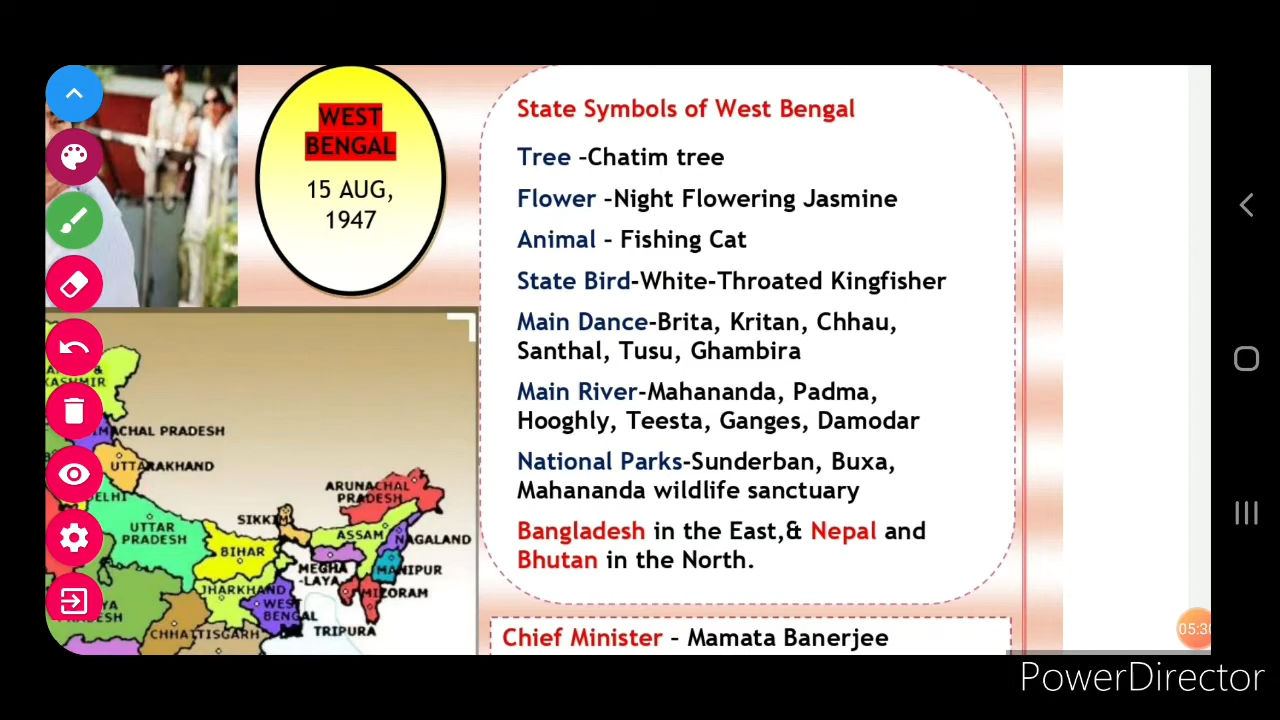 WEST
BENGAL
15 AUG,
1947
State Symbols of West Bengal
Tree -Chatim tree
Flower -Night Flowering Jasmine
Animal - Fishing Cat
State Bird-White-Throated Kingfisher
Main Dance-Brita, Kritan, Chhau,
Santhal, Tusu, Ghambira
Main River-Mahananda, Padma,
Hooghly, Teesta, Ganges, Damodar
National Parks-Sunderban, Buxa,
Mahananda wildlife sanctuary
Bangladesh in the East,& Nepal and
Bhutan in the North.
Chief Minister - Mamata Banerjee
KASHMIR
MACHAL PRADESH
UTTARAKHAND
DELHI
UTTAR
PRADESH
SIKKIM
ARUNACHAL
PRADESH
ASSAM
NAGALAND
BIHAR
MEGHA
-LAYA
MANIPUR
JHARKHAND
MIZORAM
WEST
BENGAL
TRIPURA
CHHATTISGARH
PRADESH
PowerDirector